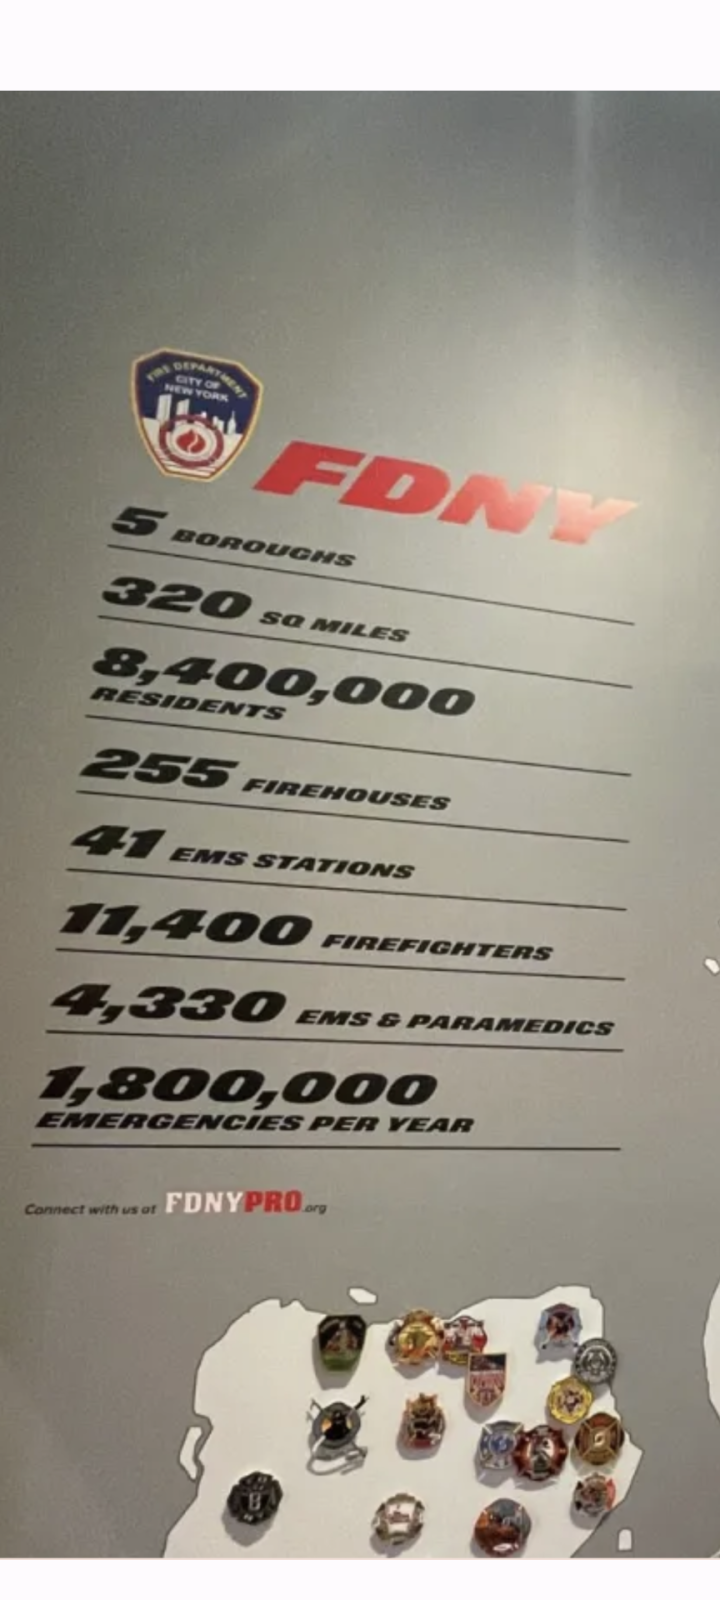 FIRE DEPARTMENT
CITY OF
NEW YORK
FDNY
5 BOROUGHS
320 SQ MILES
8,400,000
RESIDENTS
255 FIREHOUSES
41 EMS STATIONS
11,400 FIREFIGHTERS
4,330 EMS & PARAMEDICS
1,800,000
EMERGENCIES PER YEAR
Connect with us at FDNYPRO.org
B